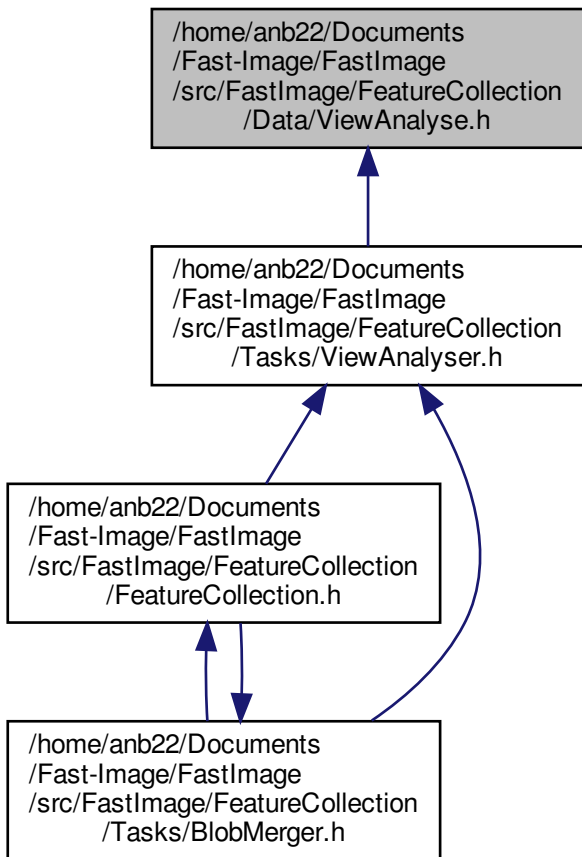 /home/anb22/Documents
/Fast-Image/FastImage
/src/FastImage/FeatureCollection
/Data/ViewAnalyse.h
/home/anb22/Documents
/Fast-Image/FastImage
/src/FastImage/FeatureCollection
/Tasks/ViewAnalyser.h
/home/anb22/Documents
/Fast-Image/FastImage
/src/FastImage/FeatureCollection
/FeatureCollection.h
/home/anb22/Documents
/Fast-Image/FastImage
/src/FastImage/FeatureCollection
/Tasks/BlobMerger.h